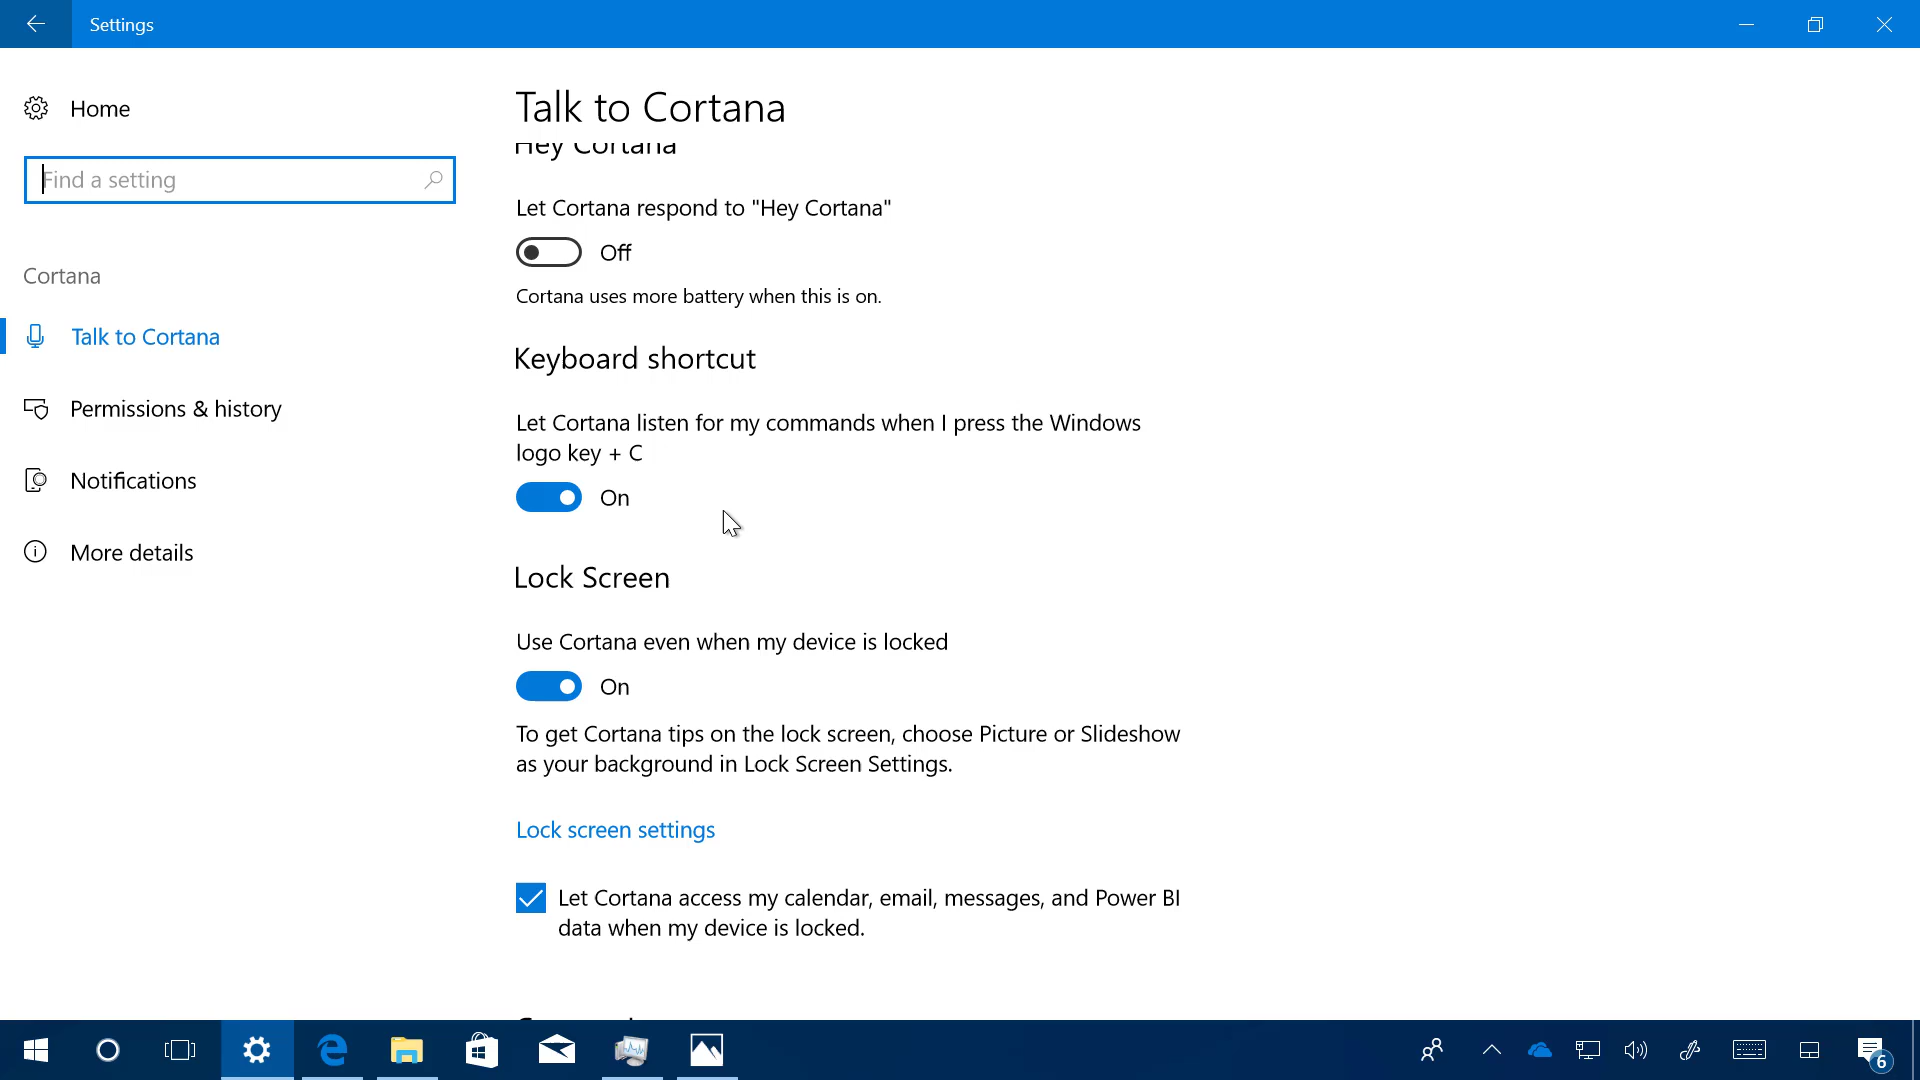 Settings
Home
Find a setting
Cortana
Talk to Cortana
Permissions & history
Notifications
More details
Talk to Cortana
Hey Cortana
Let Cortana respond to "Hey Cortana"
Off
Cortana uses more battery when this is on.
Keyboard shortcut
Let Cortana listen for my commands when I press the Windows
logo key + C
On
Lock Screen
Use Cortana even when my device is locked
On
To get Cortana tips on the lock screen, choose Picture or Slideshow
as your background in Lock Screen Settings.
Lock screen settings
Let Cortana access my calendar, email, messages, and Power BI
data when my device is locked.
6